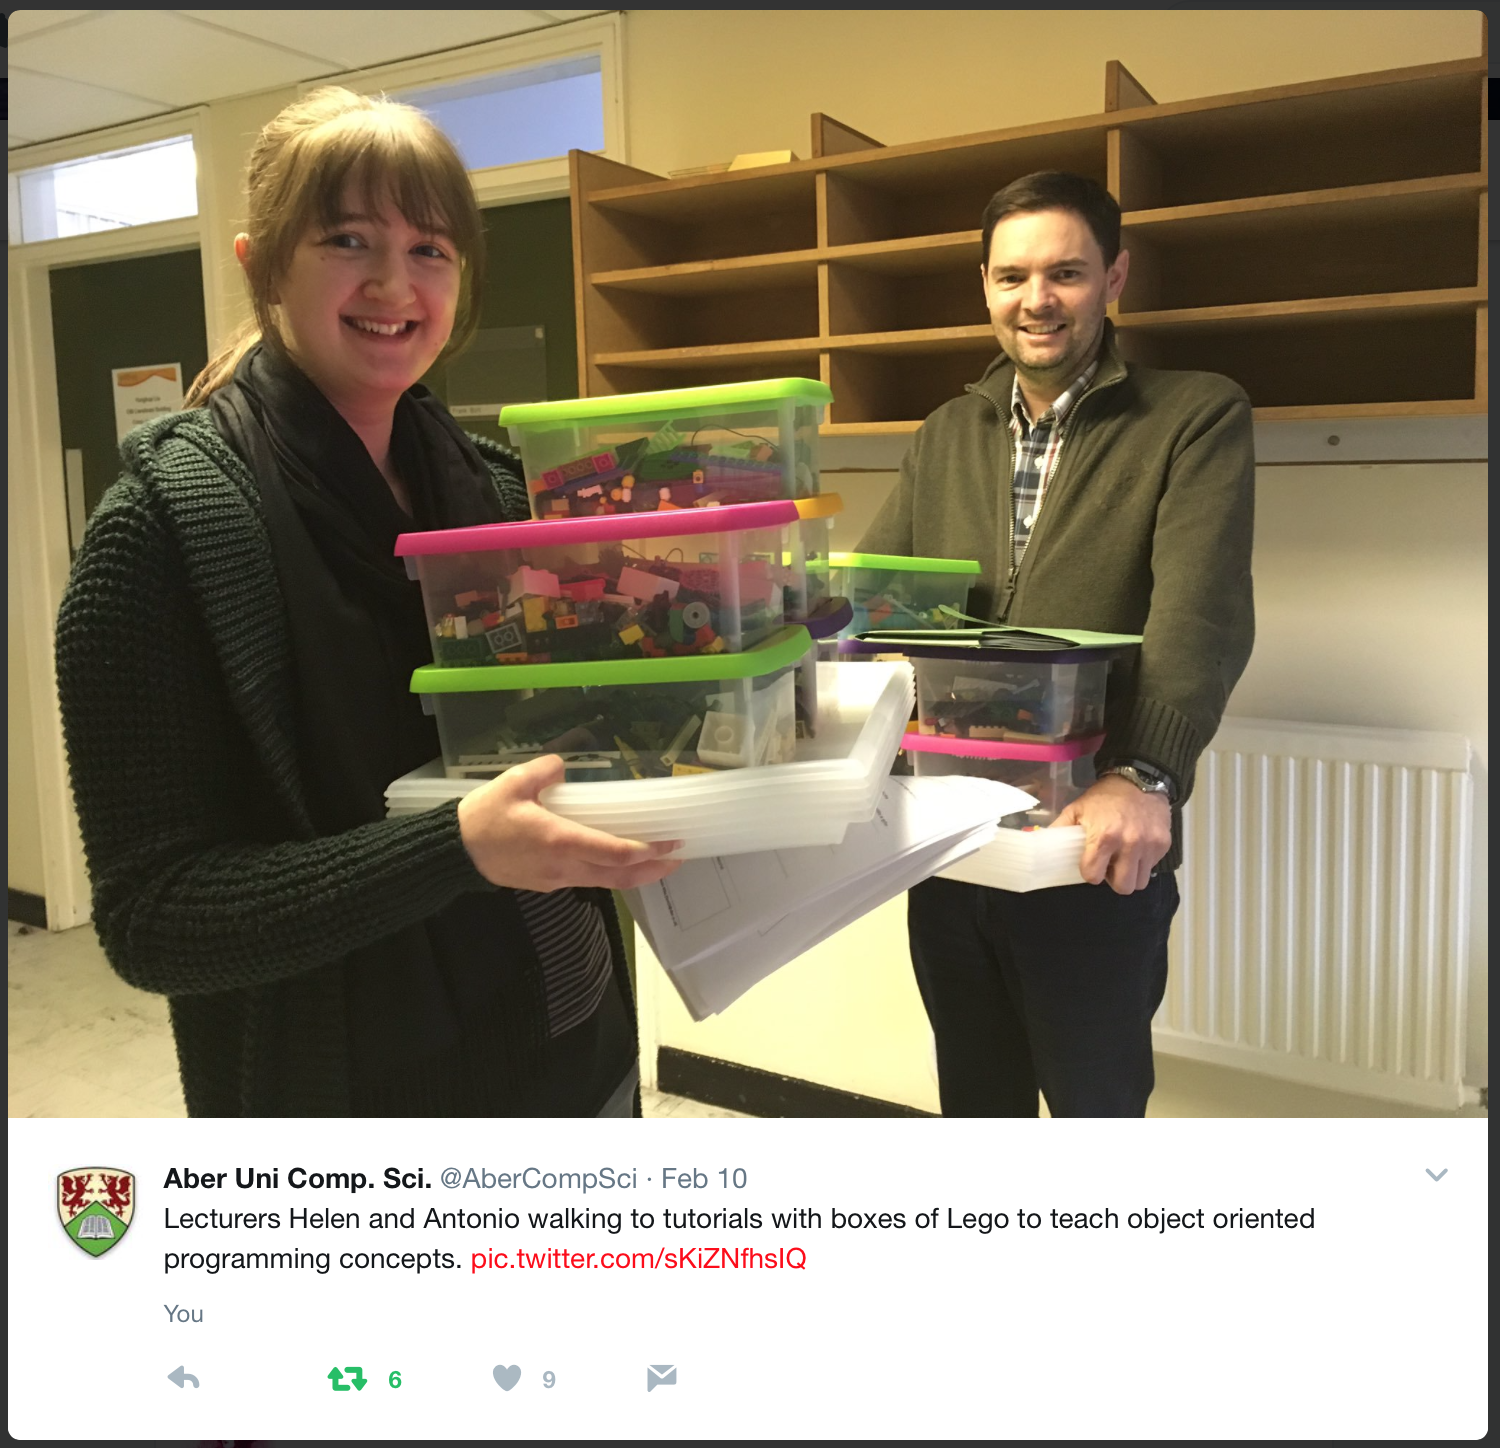 Aber Uni Comp. Sci. @AberCompSci · Feb 10
Lecturers Helen and Antonio walking to tutorials with boxes of Lego to teach object oriented
programming concepts. pic.twitter.com/sKiZNfhsIQ
You
6 9